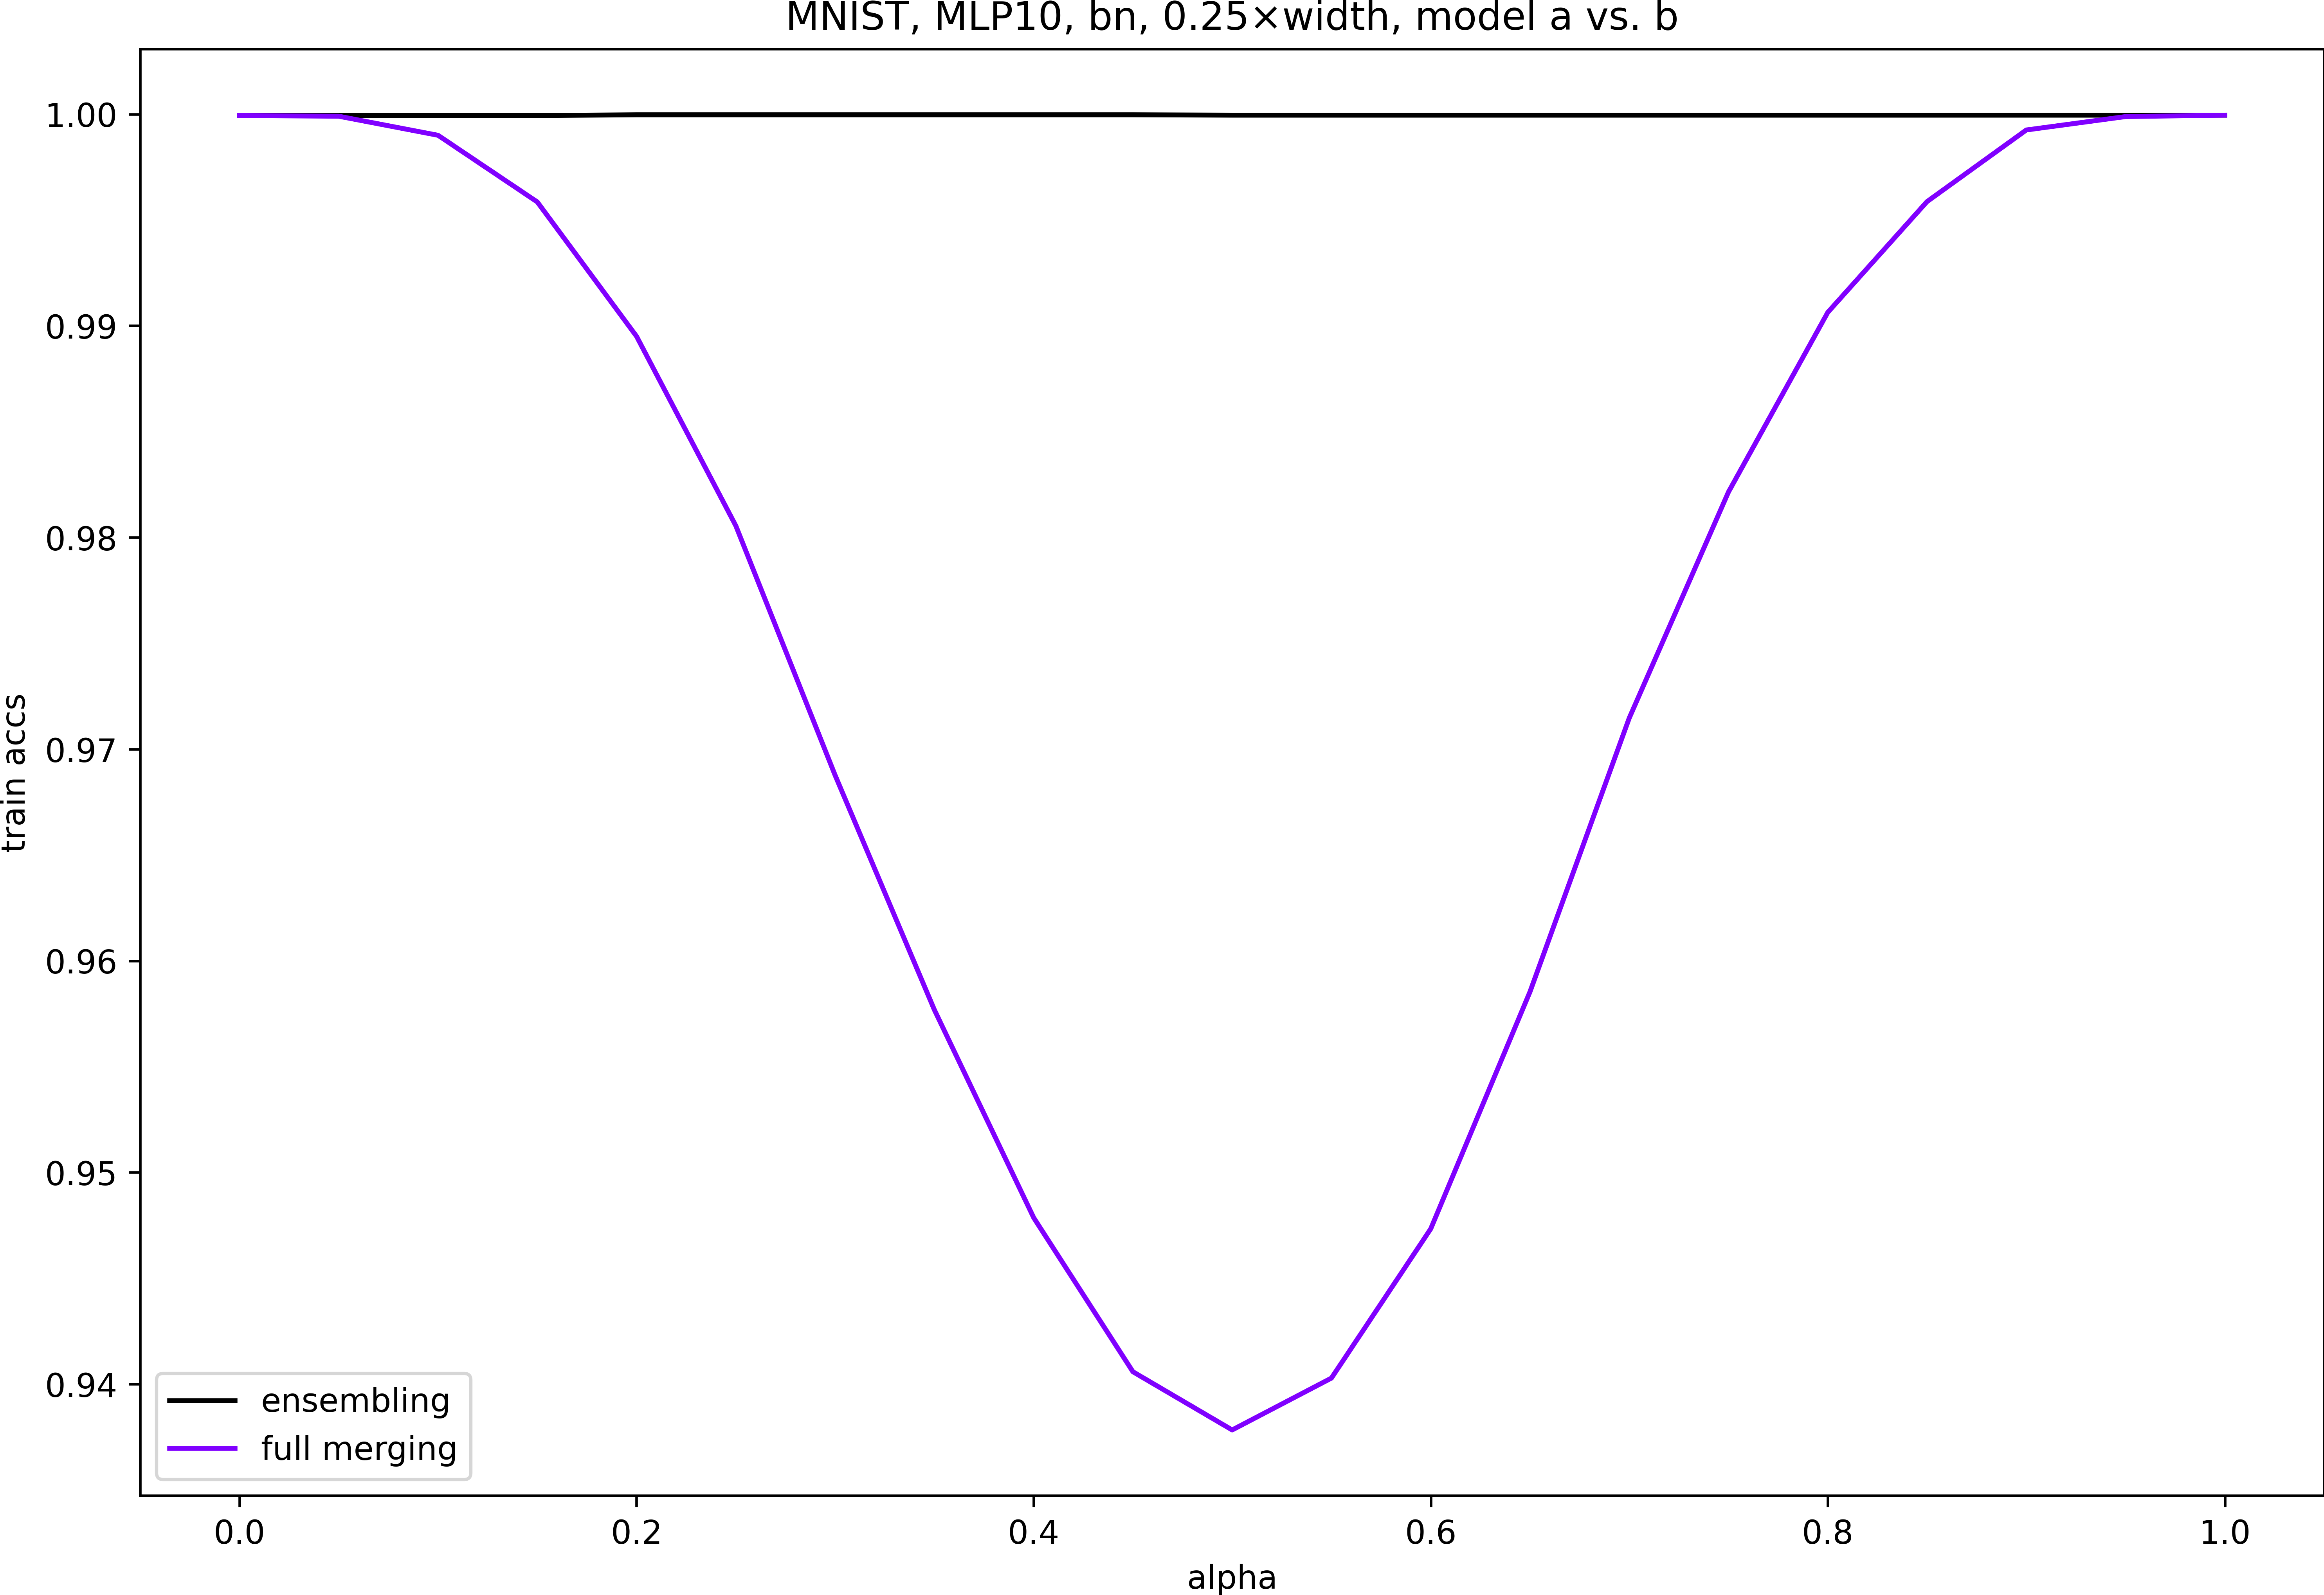 MNIST, MLP10, bn, 0.25×width, model a vs. b
train accs
1.00
0.99
0.98
0.97
0.96
0.95
0.94
ensembling
full merging
0.0 0.2 0.4 0.6 0.8 1.0
alpha